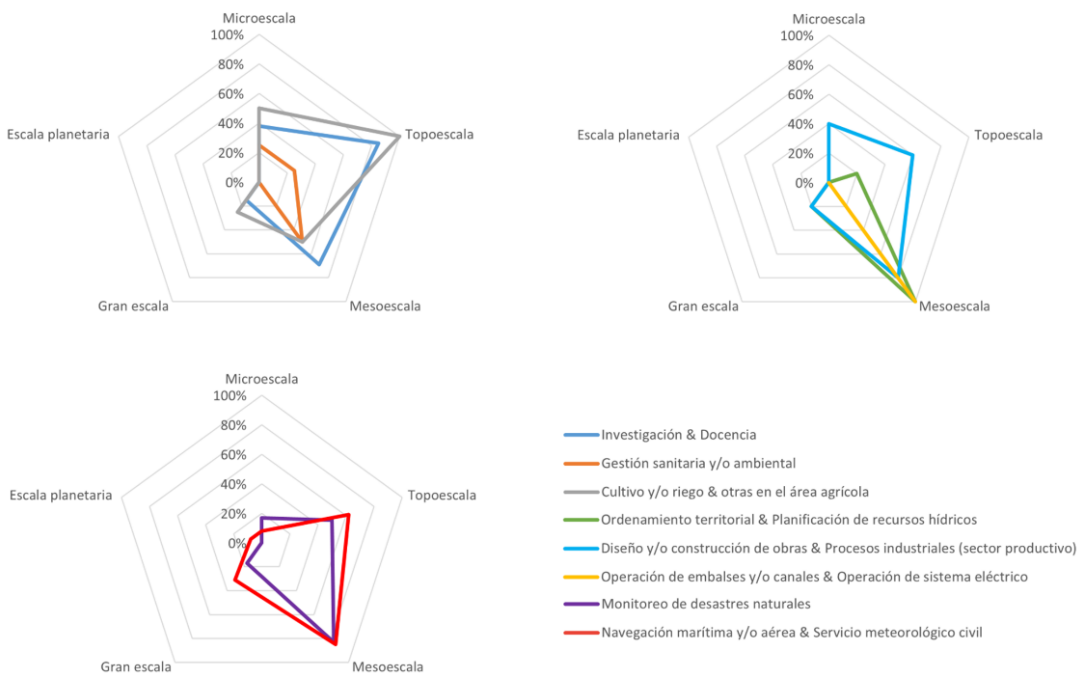 Microescala
100%
80%
60%
40%
20%
0%
Escala planetaria
Topoescala
Gran escala
Mesoescala
Microescala
100%
80%
60%
40%
20%
0%
Escala planetaria
Topoescala
Gran escala
Mesoescala
Microescala
100%
80%
60%
40%
20%
0%
Escala planetaria
Topoescala
Gran escala
Mesoescala
Investigación & Docencia
Gestión sanitaria y/o ambiental
Cultivo y/o riego & otras en el área agrícola
Ordenamiento territorial & Planificación de recursos hídricos
Diseño y/o construcción de obras & Procesos industriales (sector productivo)
Operación de embalses y/o canales & Operación de sistema eléctrico
Monitoreo de desastres naturales
Navegación marítima y/o aérea & Servicio meteorológico civil